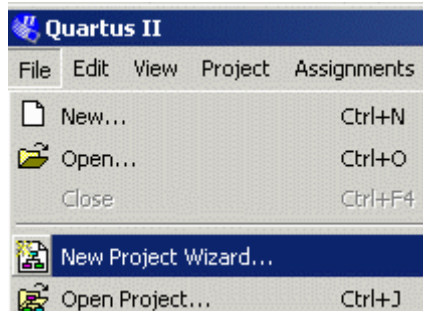 Quartus II
File Edit View Project Assignments
New... Ctrl+N
Open... Ctrl+O
Close Ctrl+F4
New Project Wizard...
Open Project... Ctrl+J